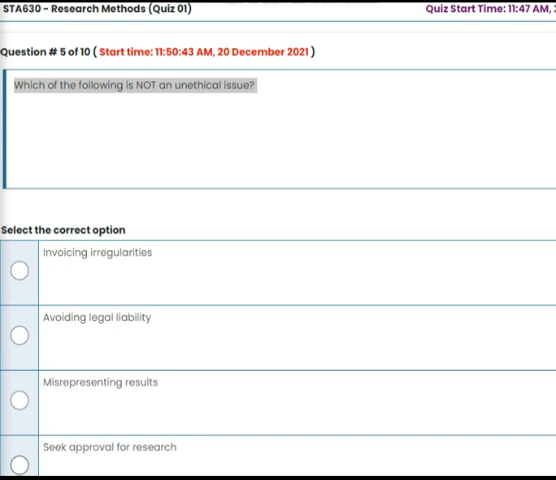 STA630 - Research Methods (Quiz 01)
Quiz Start Time: 11:47 AM,
Question # 5 of 10 ( Start time: 11:50:43 AM, 20 December 2021 )
Which of the following is NOT an unethical issue?
Select the correct option
Invoicing irregularities
Avoiding legal liability
Misrepresenting results
Seek approval for research